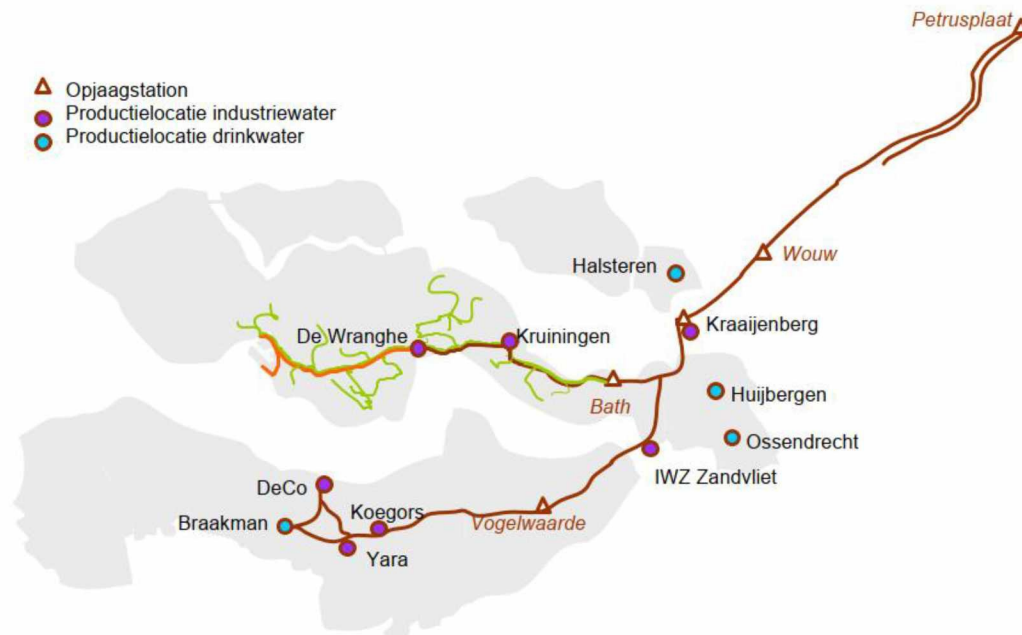 Petrusplaat
Opjaagstation
Productielocatie industriewater
Productielocatie drinkwater
Wouw
Halsteren
Kraaijenberg
De Wranghe
Kruiningen
Huijbergen
Bath
Ossendrecht
IWZ Zandvliet
DeCo
Koegors
Braakman
Vogelwaarde
Yara